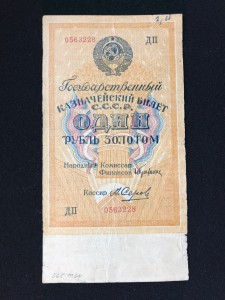 0563228 ДП
Государственный
КАЗНАЧЕЙСКИЙ БИЛЕТ
С.С.С.Р.
ОДИН
РУБЛЬ ЗОЛОТОМ
Народный Комиссар
Финансов
Кассир
ДП 0563228